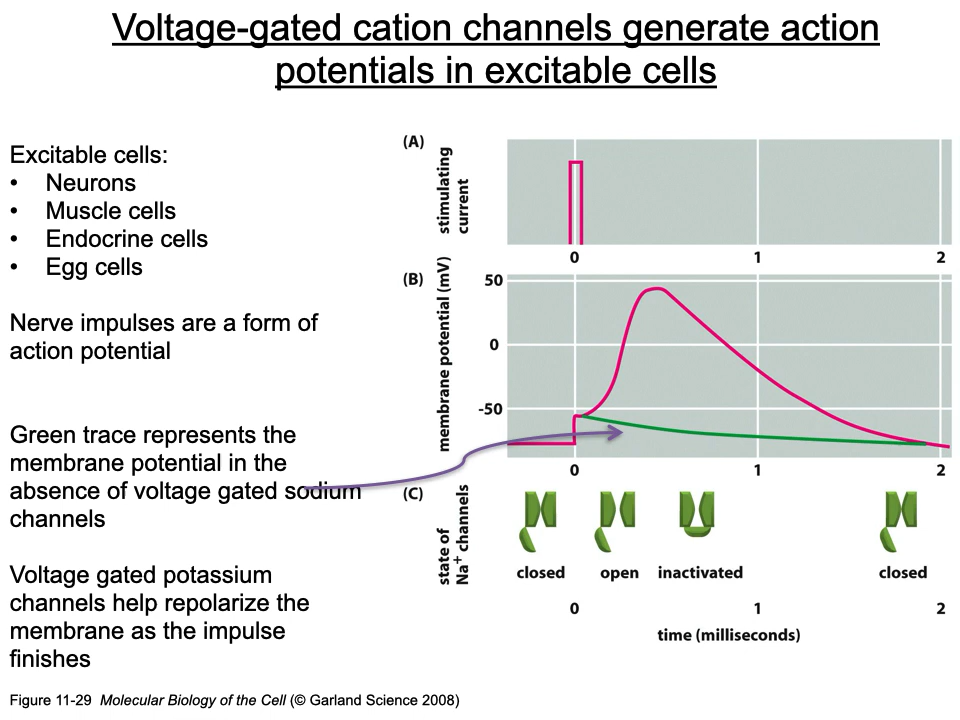 Voltage-gated cation channels generate action
potentials in excitable cells
Excitable cells:
• Neurons
• Muscle cells
• Endocrine cells
• Egg cells
Nerve impulses are a form of
action potential
Green trace represents the
membrane potential in the
absence of voltage gated sodium
channels
Voltage gated potassium
channels help repolarize the
membrane as the impulse
finishes
(A)
stimulating
current
0 1 2
(B)
membrane potential (mV)
50
0
-50
0 1 2
(C)
state of
Na⁺ channels
closed open inactivated closed
0 1 2
time (milliseconds)
Figure 11-29 Molecular Biology of the Cell (© Garland Science 2008)